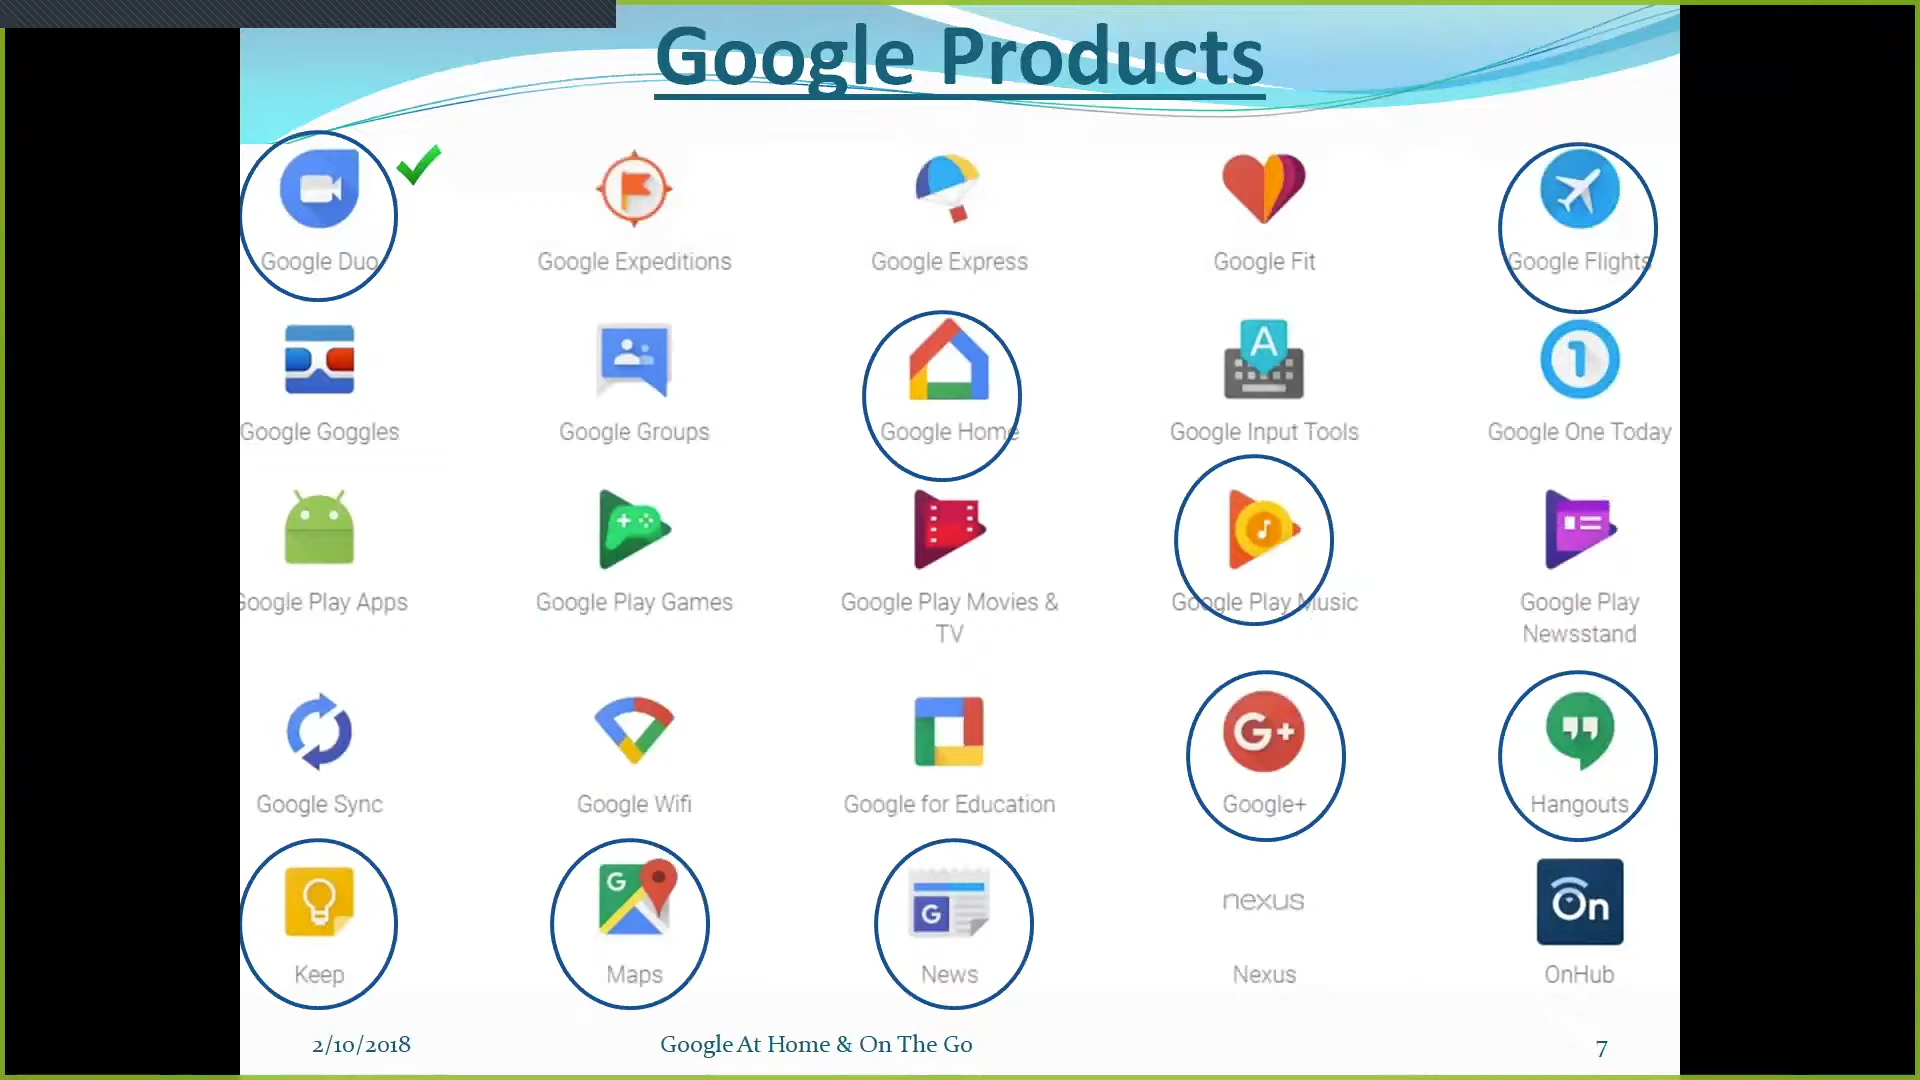 Google Products
Google Duo
Google Expeditions
Google Express
Google Fit
Google Flights
Google Goggles
Google Groups
Google Home
A
Google Input Tools
1
Google One Today
Google Play Apps
Google Play Games
Google Play Movies &
TV
Google Play Music
Google Play
Newsstand
Google Sync
Google Wifi
Google for Education
G+
Google+
Hangouts
Keep
G
Maps
G
News
nexus
Nexus
On
OnHub
2/10/2018
Google At Home & On The Go
7